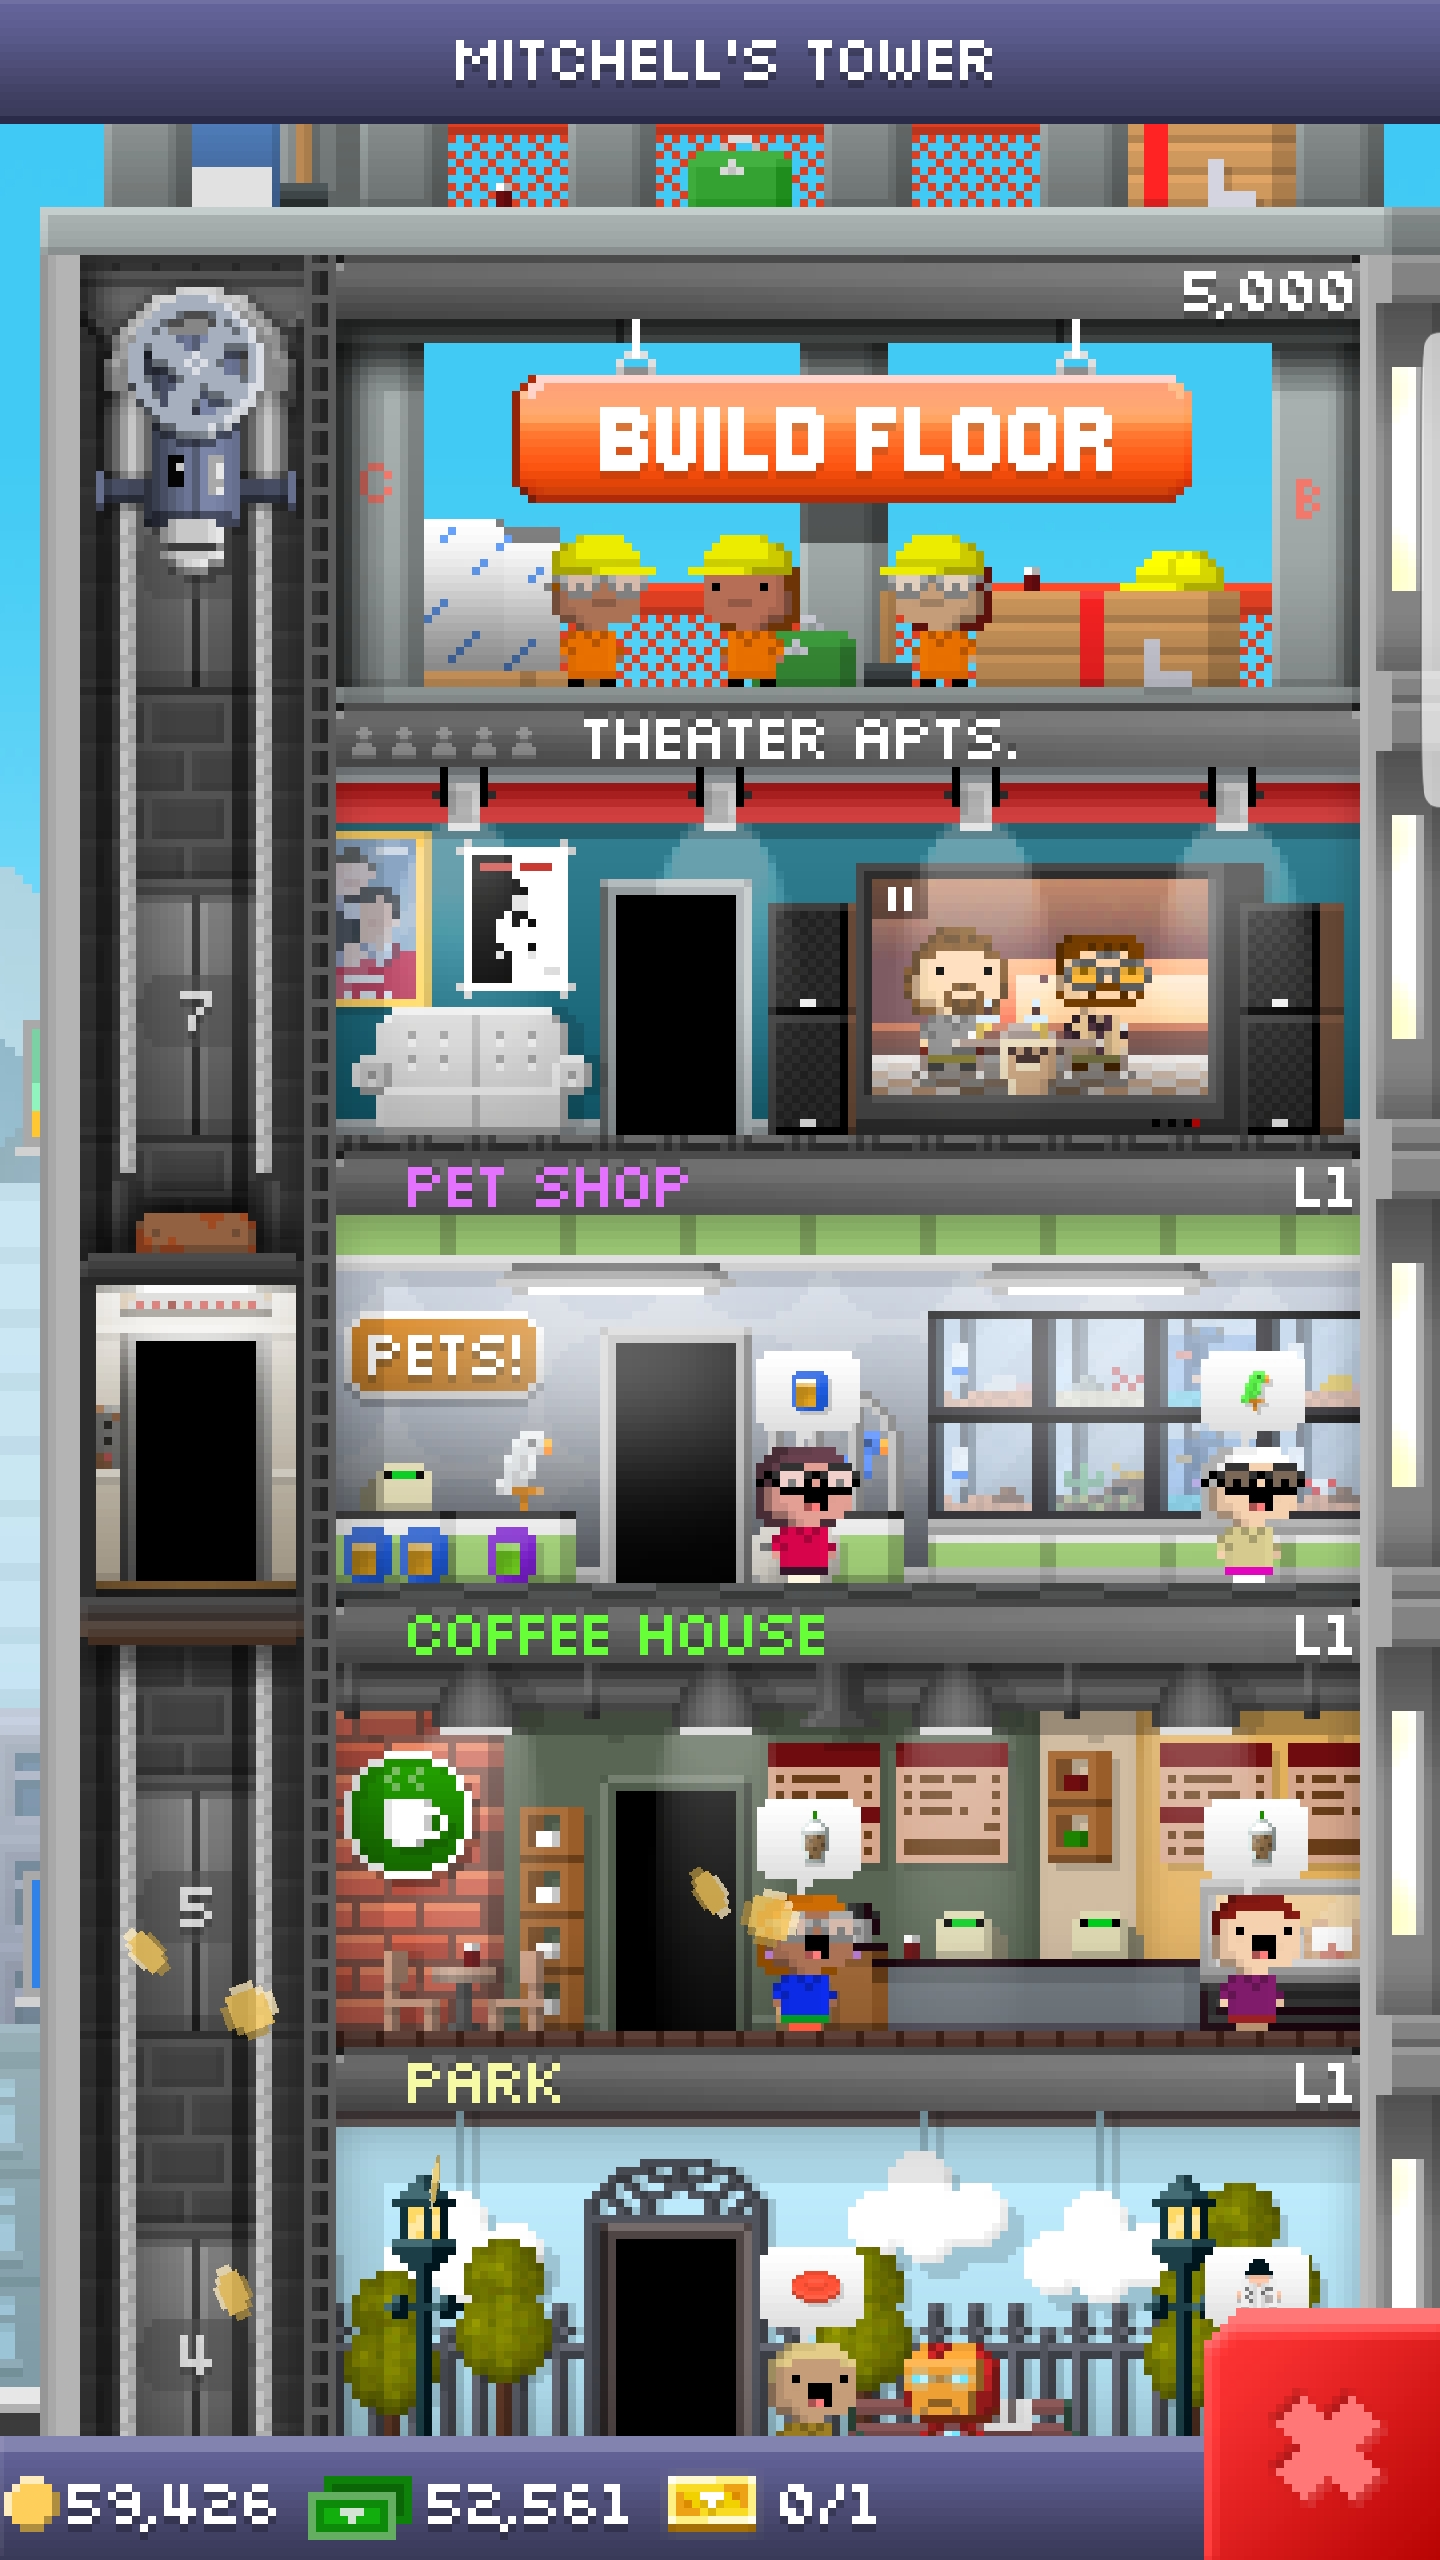 MITCHELL'S TOWER
5,000
BUILD FLOOR
C
B
THEATER APTS.
7
PET SHOP
L1
PETS!
COFFEE HOUSE
L1
5
PARK
L1
4
59,426
52,561
0/1